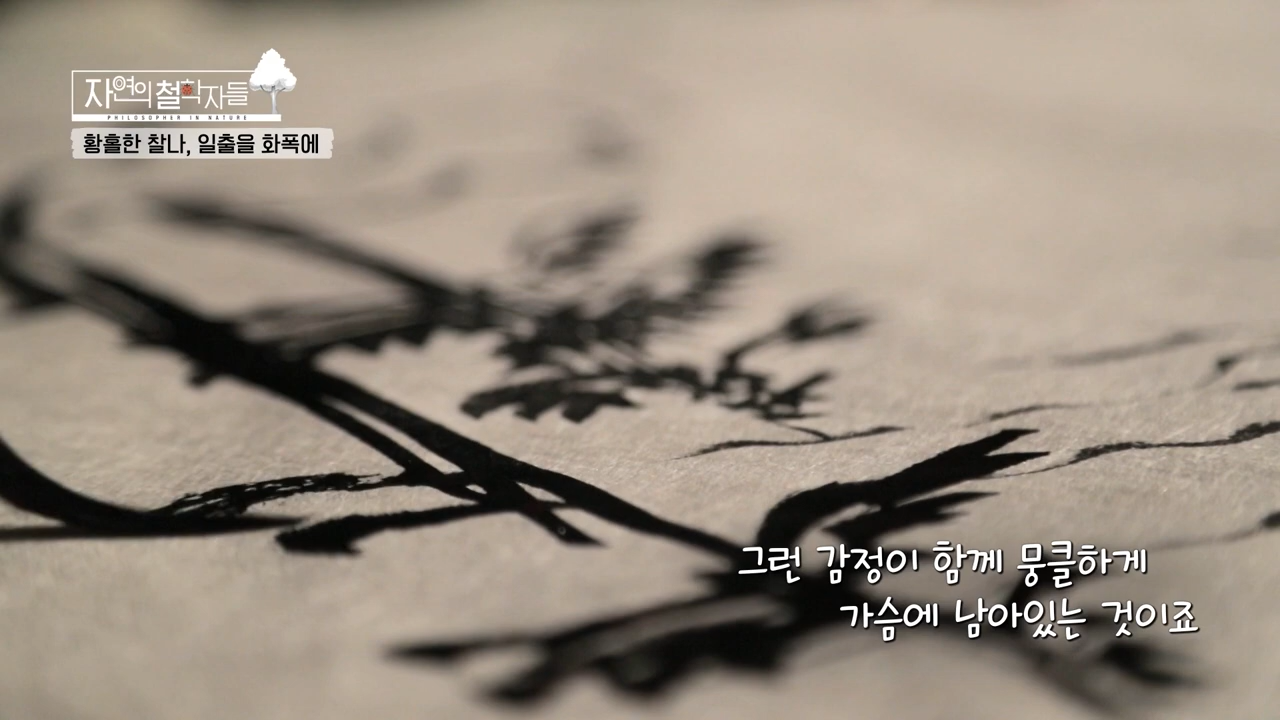 자연의 철학자들
PHILOSOPHER IN NATURE
황홀한 찰나, 일출을 화폭에
그런 감정이 함께 뭉클하게
가슴에 남아있는 것이죠